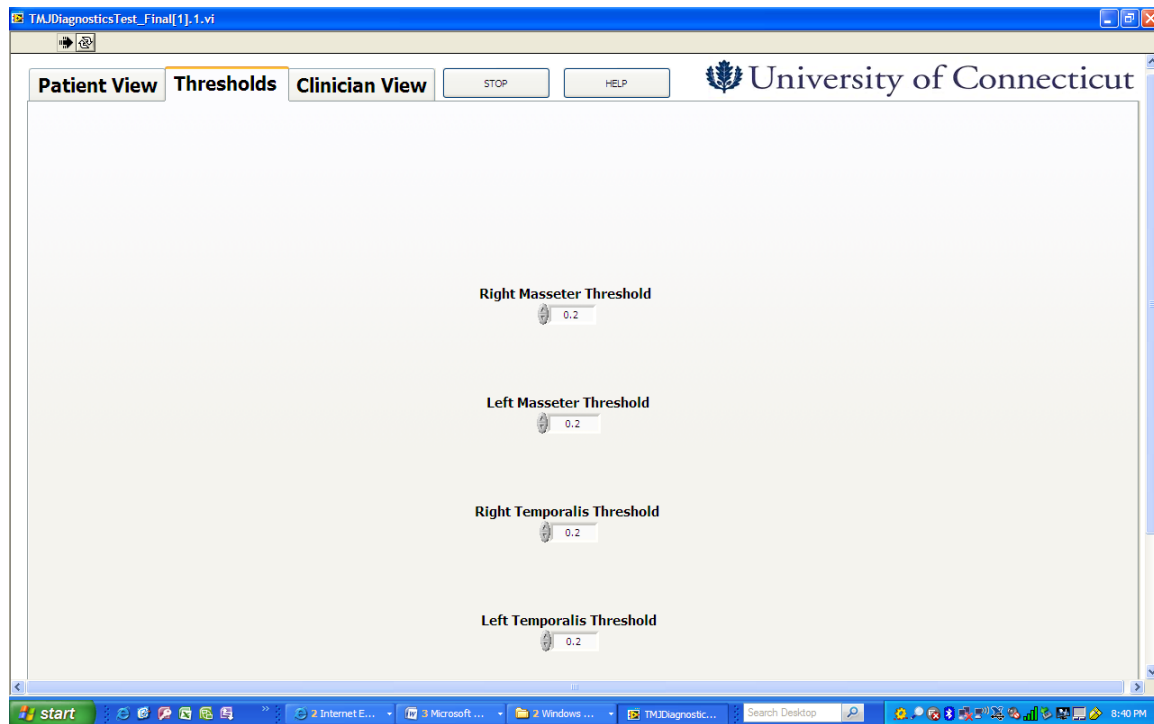 TMJDiagnosticsTest_Final[1].1.vi
Patient View Thresholds Clinician View STOP HELP University of Connecticut
Right Masseter Threshold
0.2
Left Masseter Threshold
0.2
Right Temporalis Threshold
0.2
Left Temporalis Threshold
0.2
start 2 Internet E... 3 Microsoft ... 2 Windows ... TMJDiagnostic... Search Desktop 8:40 PM